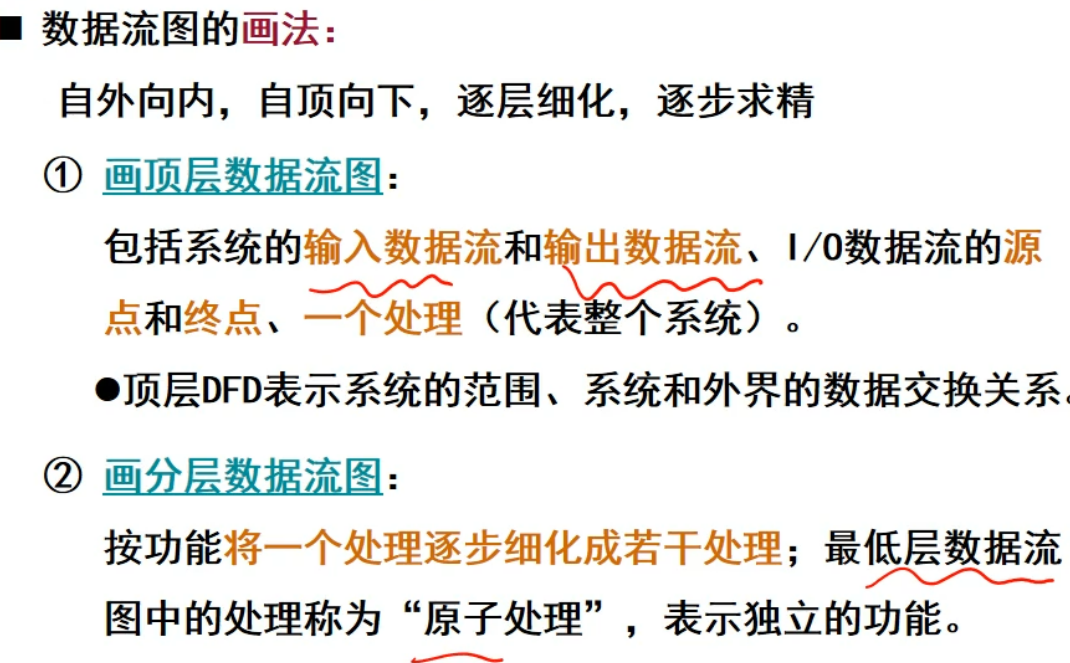 ■ 数据流图的画法：
自外向内，自顶向下，逐层细化，逐步求精
① 画顶层数据流图：
包括系统的输入数据流和输出数据流、I/O数据流的源
点和终点、一个处理（代表整个系统）。
●顶层DFD表示系统的范围、系统和外界的数据交换关系。
② 画分层数据流图：
按功能将一个处理逐步细化成若干处理；最低层数据流
图中的处理称为“原子处理”，表示独立的功能。